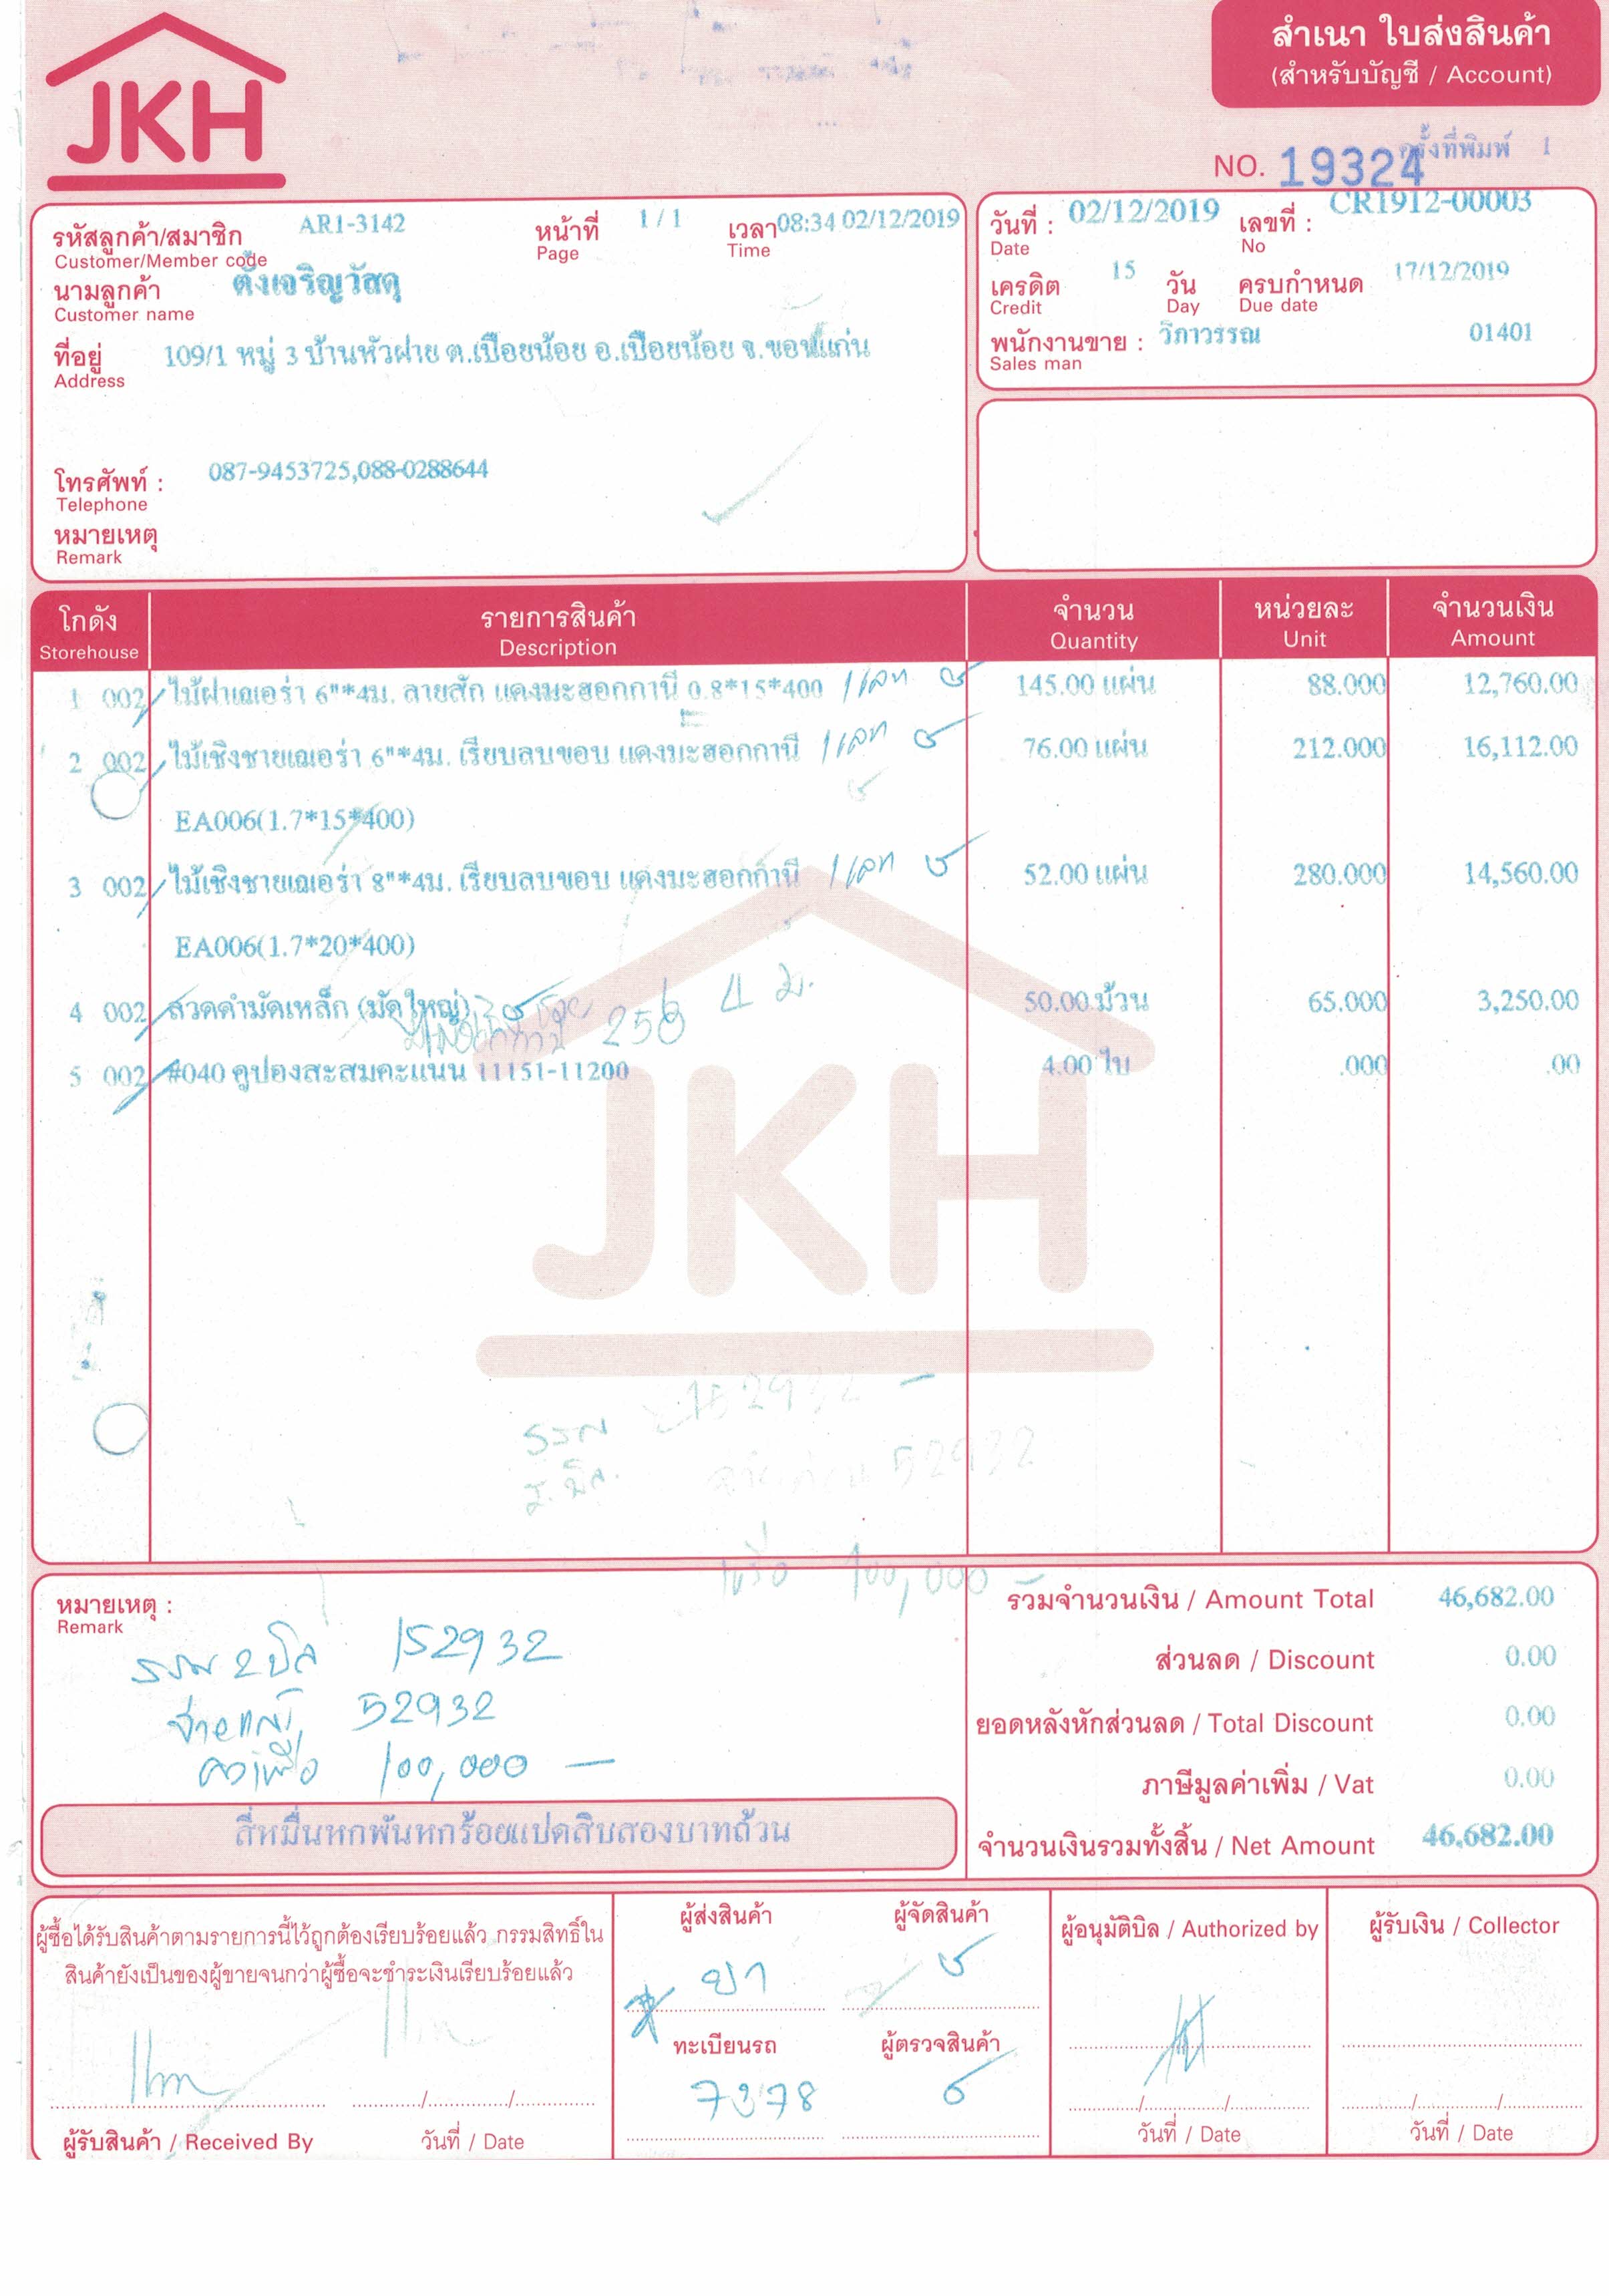 JKH
สำเนา ใบส่งสินค้า
(สำหรับบัญชี / Account)
ครั้งที่พิมพ์ 1
NO. 19324
รหัสลูกค้า/สมาชิก AR1-3142 หน้าที่ 1 / 1 เวลา 08:34 02/12/2019
Customer/Member code Page Time
นามลูกค้า ตั้งเจริญวัสดุ
Customer name
ที่อยู่ 109/1 หมู่ 3 บ้านหัวฝาย ต.เปือยน้อย อ.เปือยน้อย จ.ขอนแก่น
Address
โทรศัพท์ : 087-9453725,088-0288644
Telephone
หมายเหตุ
Remark
วันที่ : 02/12/2019 เลขที่ : CR1912-00003
Date No
เครดิต 15 วัน ครบกำหนด 17/12/2019
Credit Day Due date
พนักงานขาย : วิภาวรรณ 01401
Sales man
โกดัง รายการสินค้า จำนวน หน่วยละ จำนวนเงิน
Storehouse Description Quantity Unit Amount
1 002 ไม้ฝาเฌอร่า 6"*4ม. ลายสัก แดงมะฮอกกานี 0.8*15*400 145.00 แผ่น 88.000 12,760.00
2 002 ไม้เชิงชายเฌอร่า 6"*4ม. เรียบลบขอบ แดงมะฮอกกานี 76.00 แผ่น 212.000 16,112.00
EA006(1.7*15*400)
3 002 ไม้เชิงชายเฌอร่า 8"*4ม. เรียบลบขอบ แดงมะฮอกกานี 52.00 แผ่น 280.000 14,560.00
EA006(1.7*20*400)
4 002 ลวดดำมัดเหล็ก (มัดใหญ่) 50.00 ม้วน 65.000 3,250.00
4 ม.
5 002 #040 คูปองสะสมคะแนน 11151-11200 4.00 ใบ .000 .00
JKH
รวม 152932 -
52932
เหลือ 100,000 -
หมายเหตุ :
Remark
รวม 2 บิล 152932
จ่ายแล้ว 52932
คงเหลือ 100,000 —
สี่หมื่นหกพันหกร้อยแปดสิบสองบาทถ้วน
รวมจำนวนเงิน / Amount Total 46,682.00
ส่วนลด / Discount 0.00
ยอดหลังหักส่วนลด / Total Discount 0.00
ภาษีมูลค่าเพิ่ม / Vat 0.00
จำนวนเงินรวมทั้งสิ้น / Net Amount 46,682.00
ผู้ซื้อได้รับสินค้าตามรายการนี้ไว้ถูกต้องเรียบร้อยแล้ว กรรมสิทธิ์ใน
สินค้ายังเป็นของผู้ขายจนกว่าผู้ซื้อจะชำระเงินเรียบร้อยแล้ว
ผู้รับสินค้า / Received By วันที่ / Date
ผู้ส่งสินค้า ผู้จัดสินค้า
ทะเบียนรถ ผู้ตรวจสินค้า
7378
ผู้อนุมัติบิล / Authorized by
วันที่ / Date
ผู้รับเงิน / Collector
วันที่ / Date